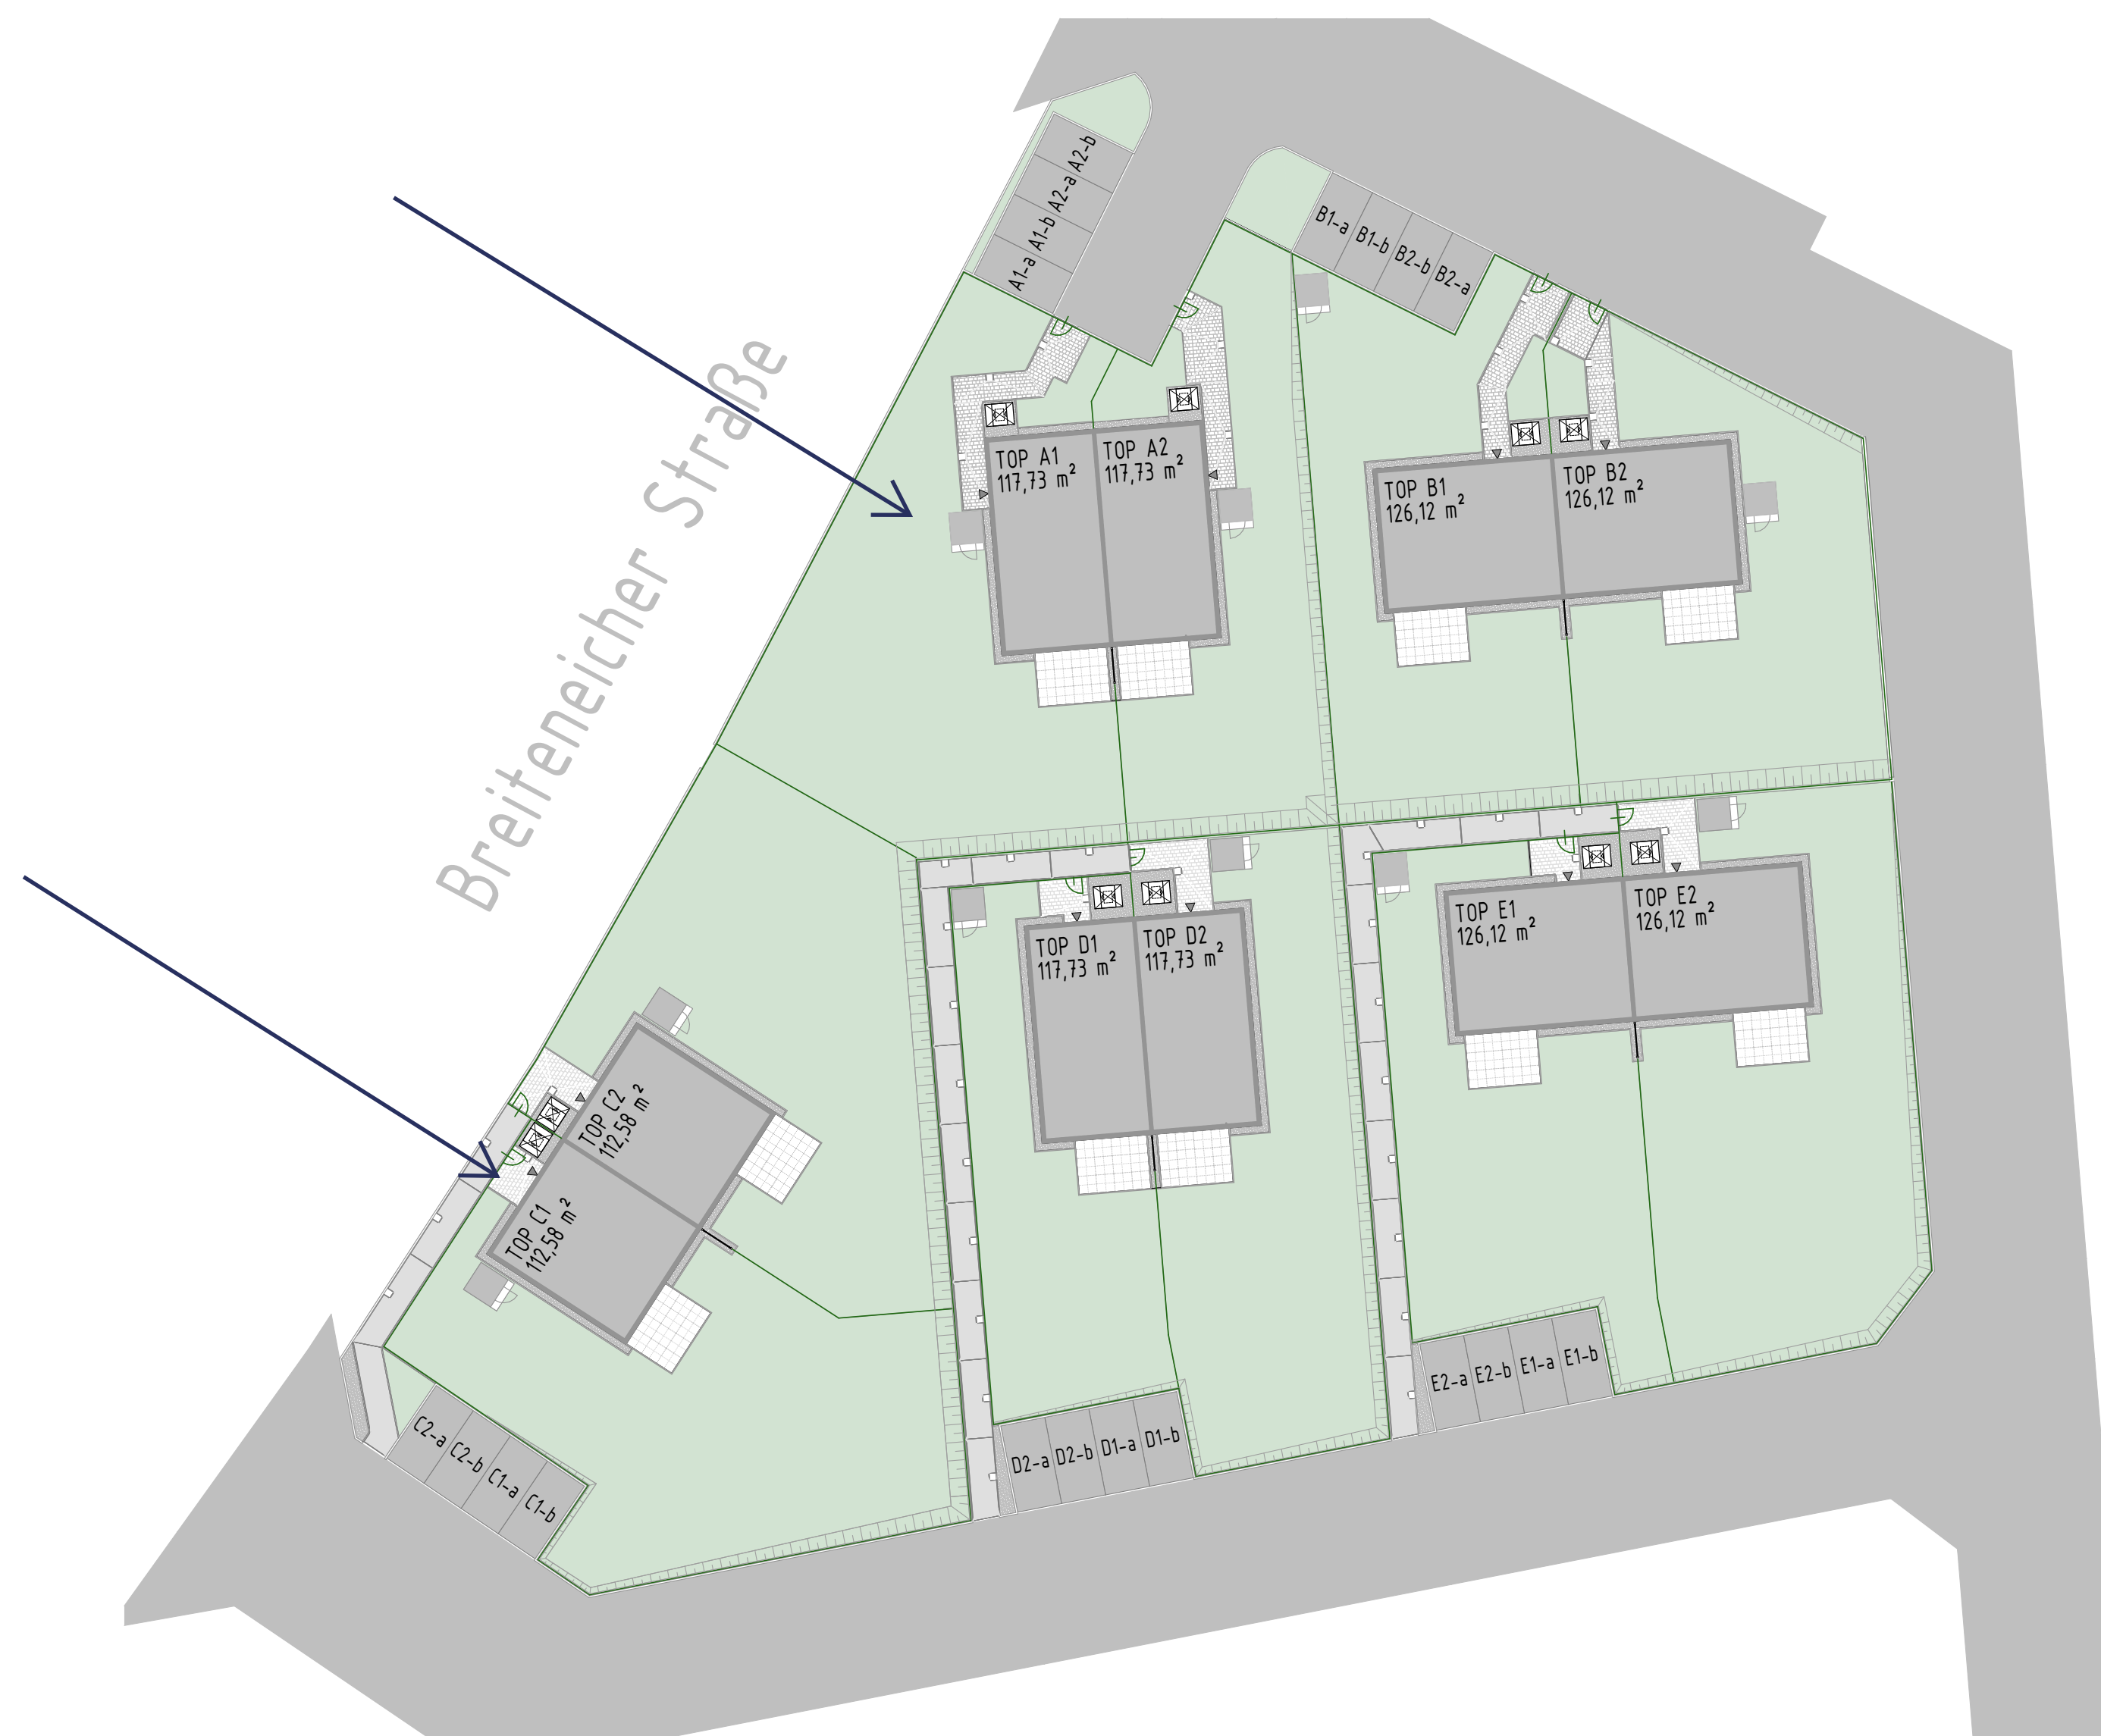 A2-b
A2-a
A1-b
A1-a
B1-a
B1-b
B2-b
B2-a
Breiteneicher Straße
TOP A1
117,73 m²
TOP A2
117,73 m²
TOP B1
126,12 m²
TOP B2
126,12 m²
TOP C2
112,58 m²
TOP C1
112,58 m²
TOP D1
117,73 m²
TOP D2
117,73 m²
TOP E1
126,12 m²
TOP E2
126,12 m²
C2-a
C2-b
C1-a
C1-b
D2-a
D2-b
D1-a
D1-b
E2-a
E2-b
E1-a
E1-b